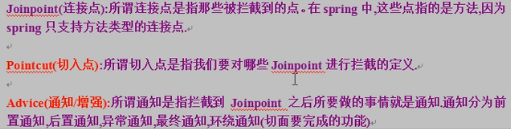 Joinpoint(连接点):所谓连接点是指那些被拦截到的点。在 spring 中,这些点指的是方法,因为
spring 只支持方法类型的连接点.
Pointcut(切入点):所谓切入点是指我们要对哪些 Joinpoint 进行拦截的定义.
Advice(通知/增强):所谓通知是指拦截到 Joinpoint 之后所要做的事情就是通知.通知分为前
置通知,后置通知,异常通知,最终通知,环绕通知(切面要完成的功能)